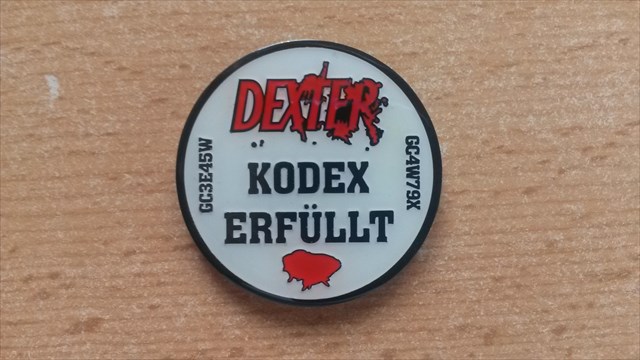 DEXTER
KODEX
ERFÜLLT
GC3E45W
GC4W79X